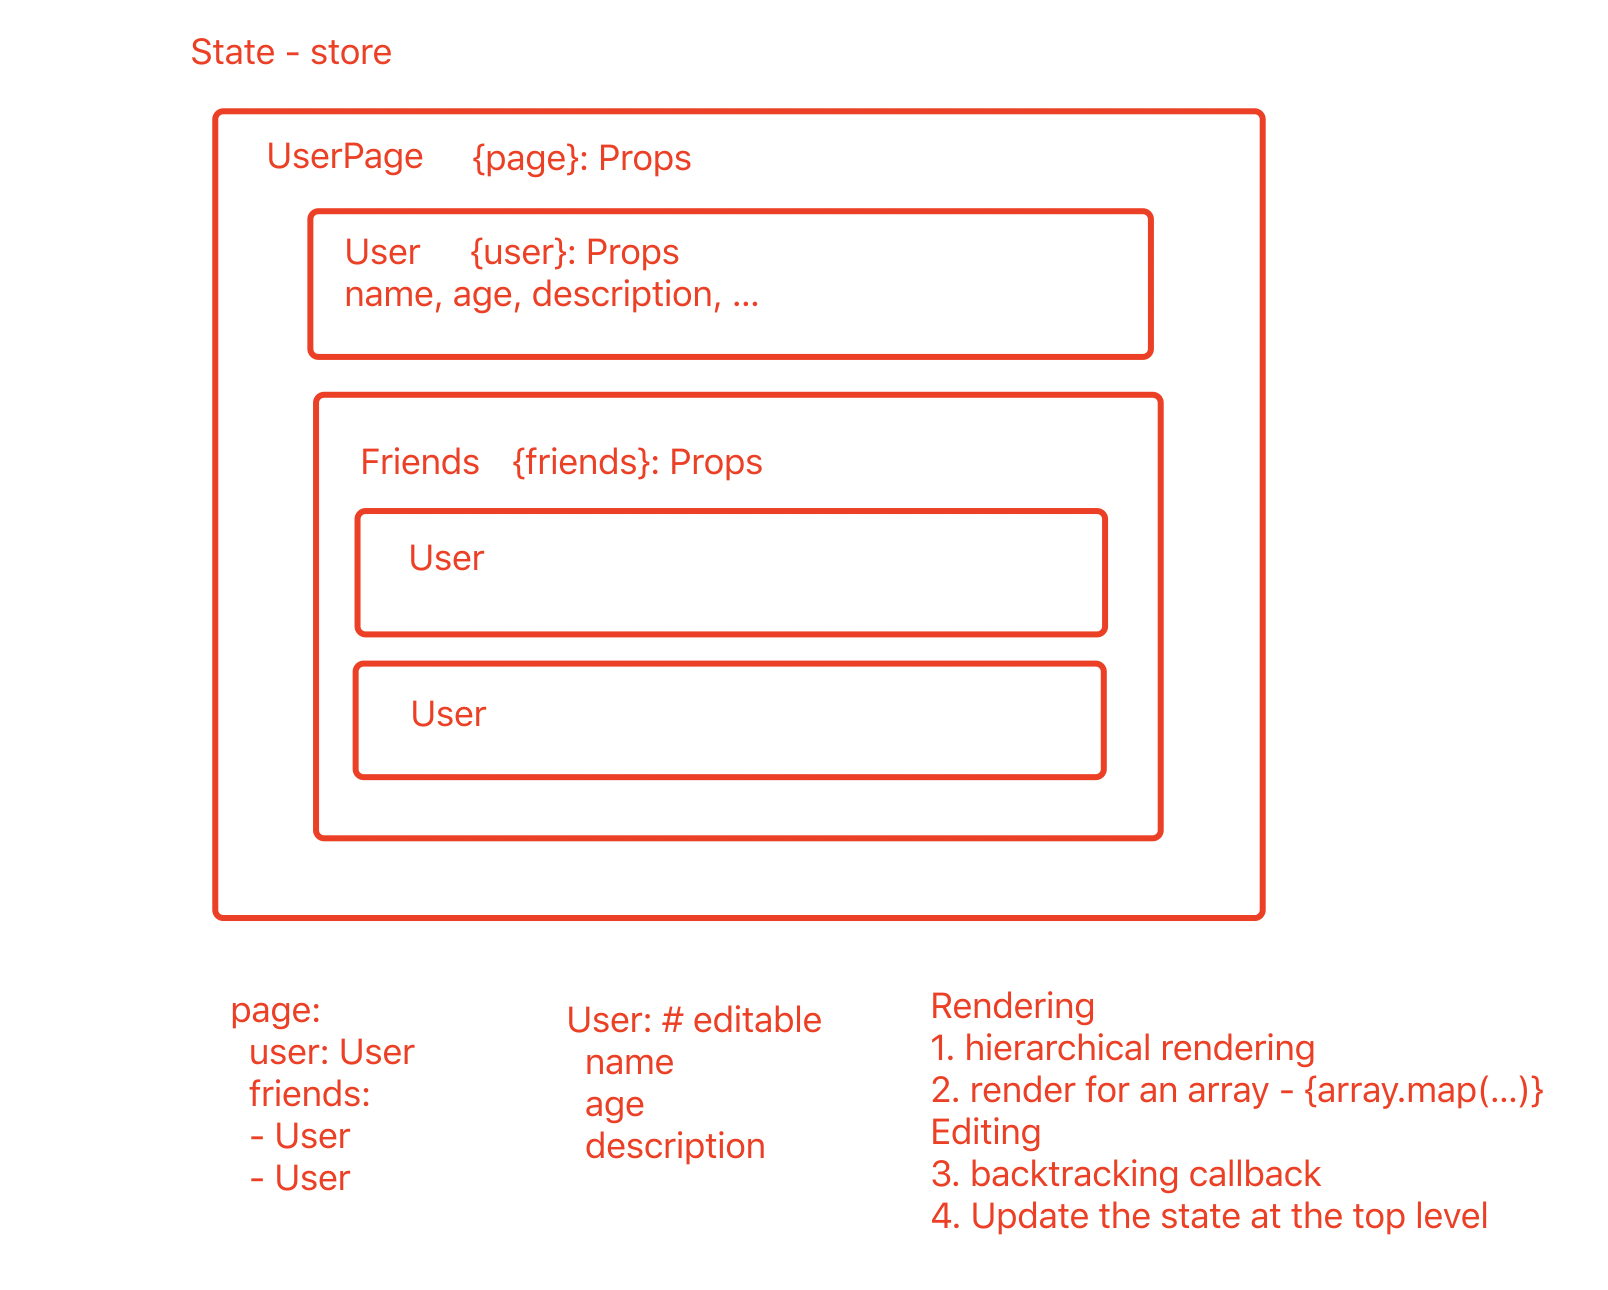 State - store
UserPage {page}: Props
User {user}: Props
name, age, description, ...
Friends {friends}: Props
User
User
page:
user: User
friends:
- User
- User
User: # editable
name
age
description
Rendering
1. hierarchical rendering
2. render for an array - {array.map(...)}
Editing
3. backtracking callback
4. Update the state at the top level